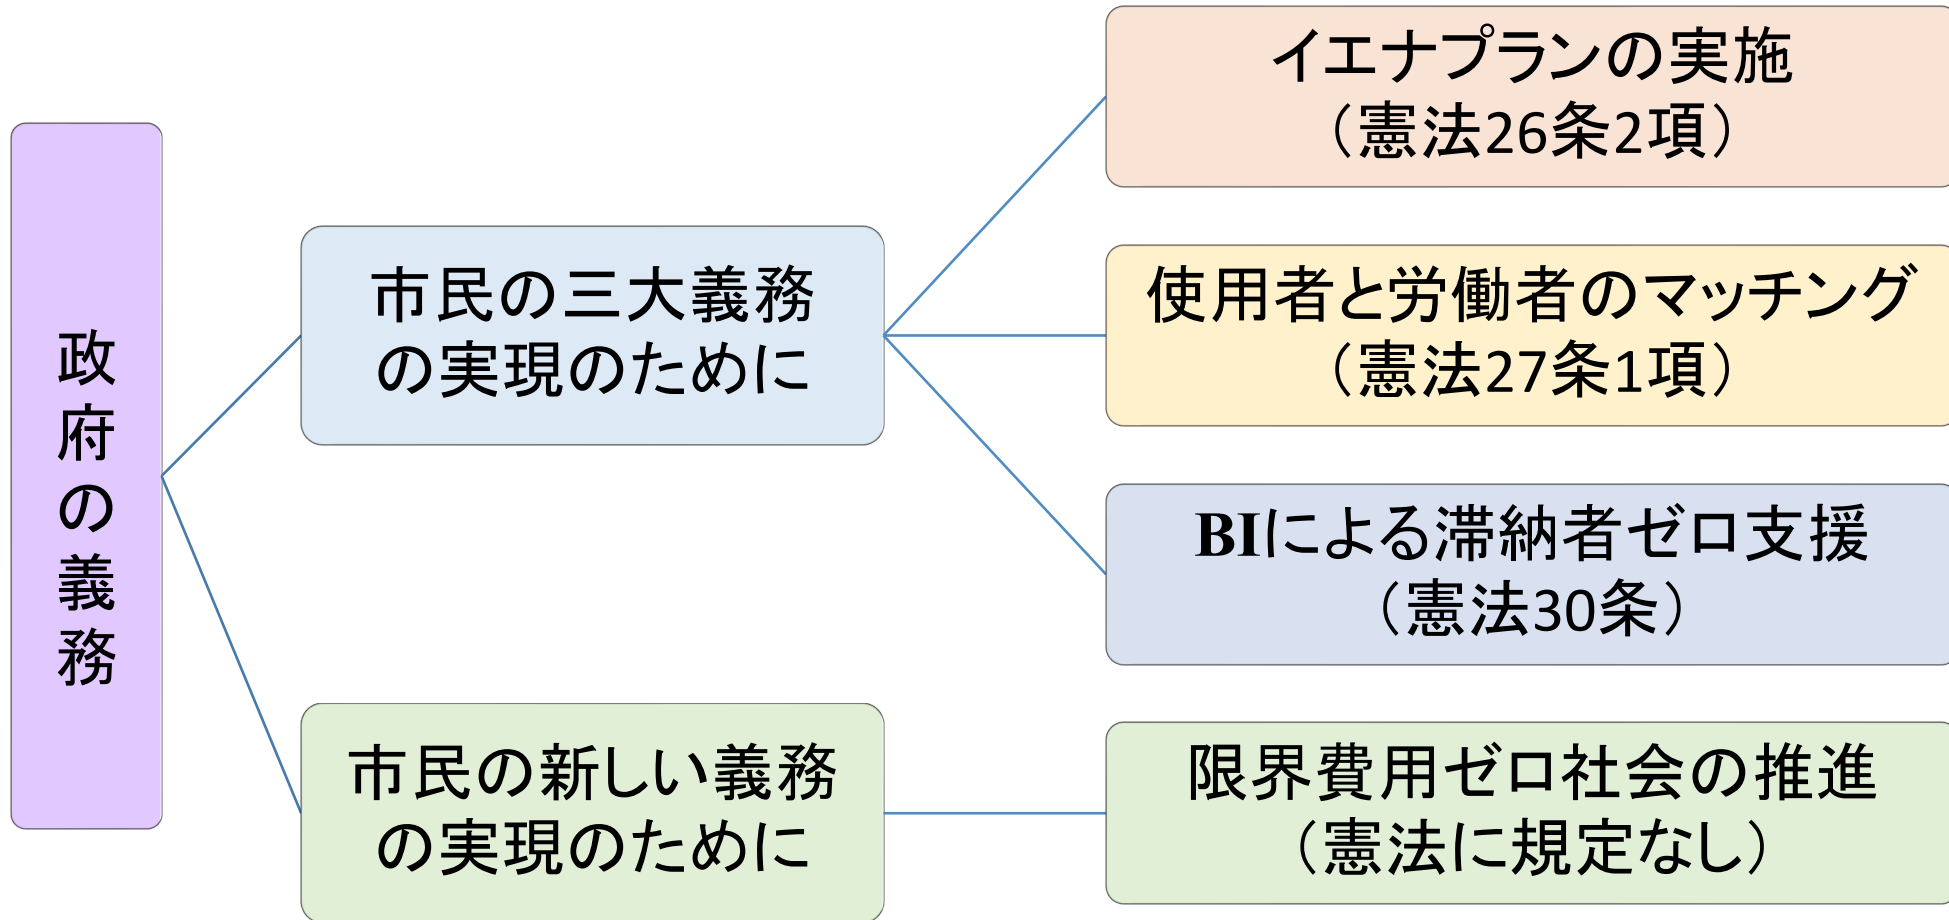 政府の義務
市民の三大義務
の実現のために
イエナプランの実施
（憲法26条2項）
使用者と労働者のマッチング
（憲法27条1項）
BIによる滞納者ゼロ支援
（憲法30条）
市民の新しい義務
の実現のために
限界費用ゼロ社会の推進
（憲法に規定なし）